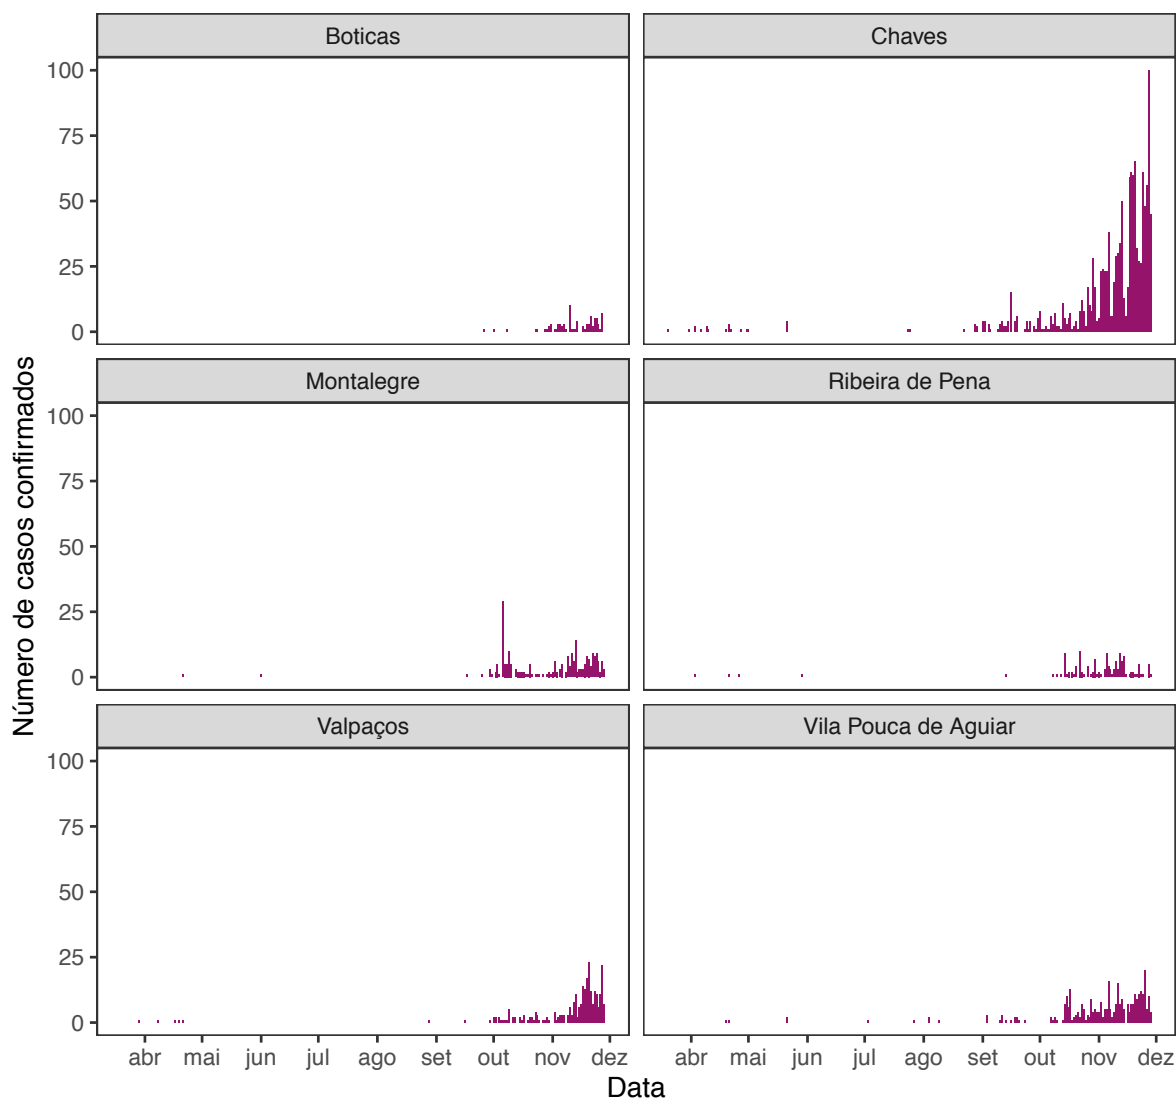 Boticas
Chaves
100
75
50
25
0
Montalegre
Ribeira de Pena
100
75
50
25
0
Valpaços
Vila Pouca de Aguiar
100
75
50
25
0
abr mai jun jul ago set out nov dez
abr mai jun jul ago set out nov dez
Data
Número de casos confirmados